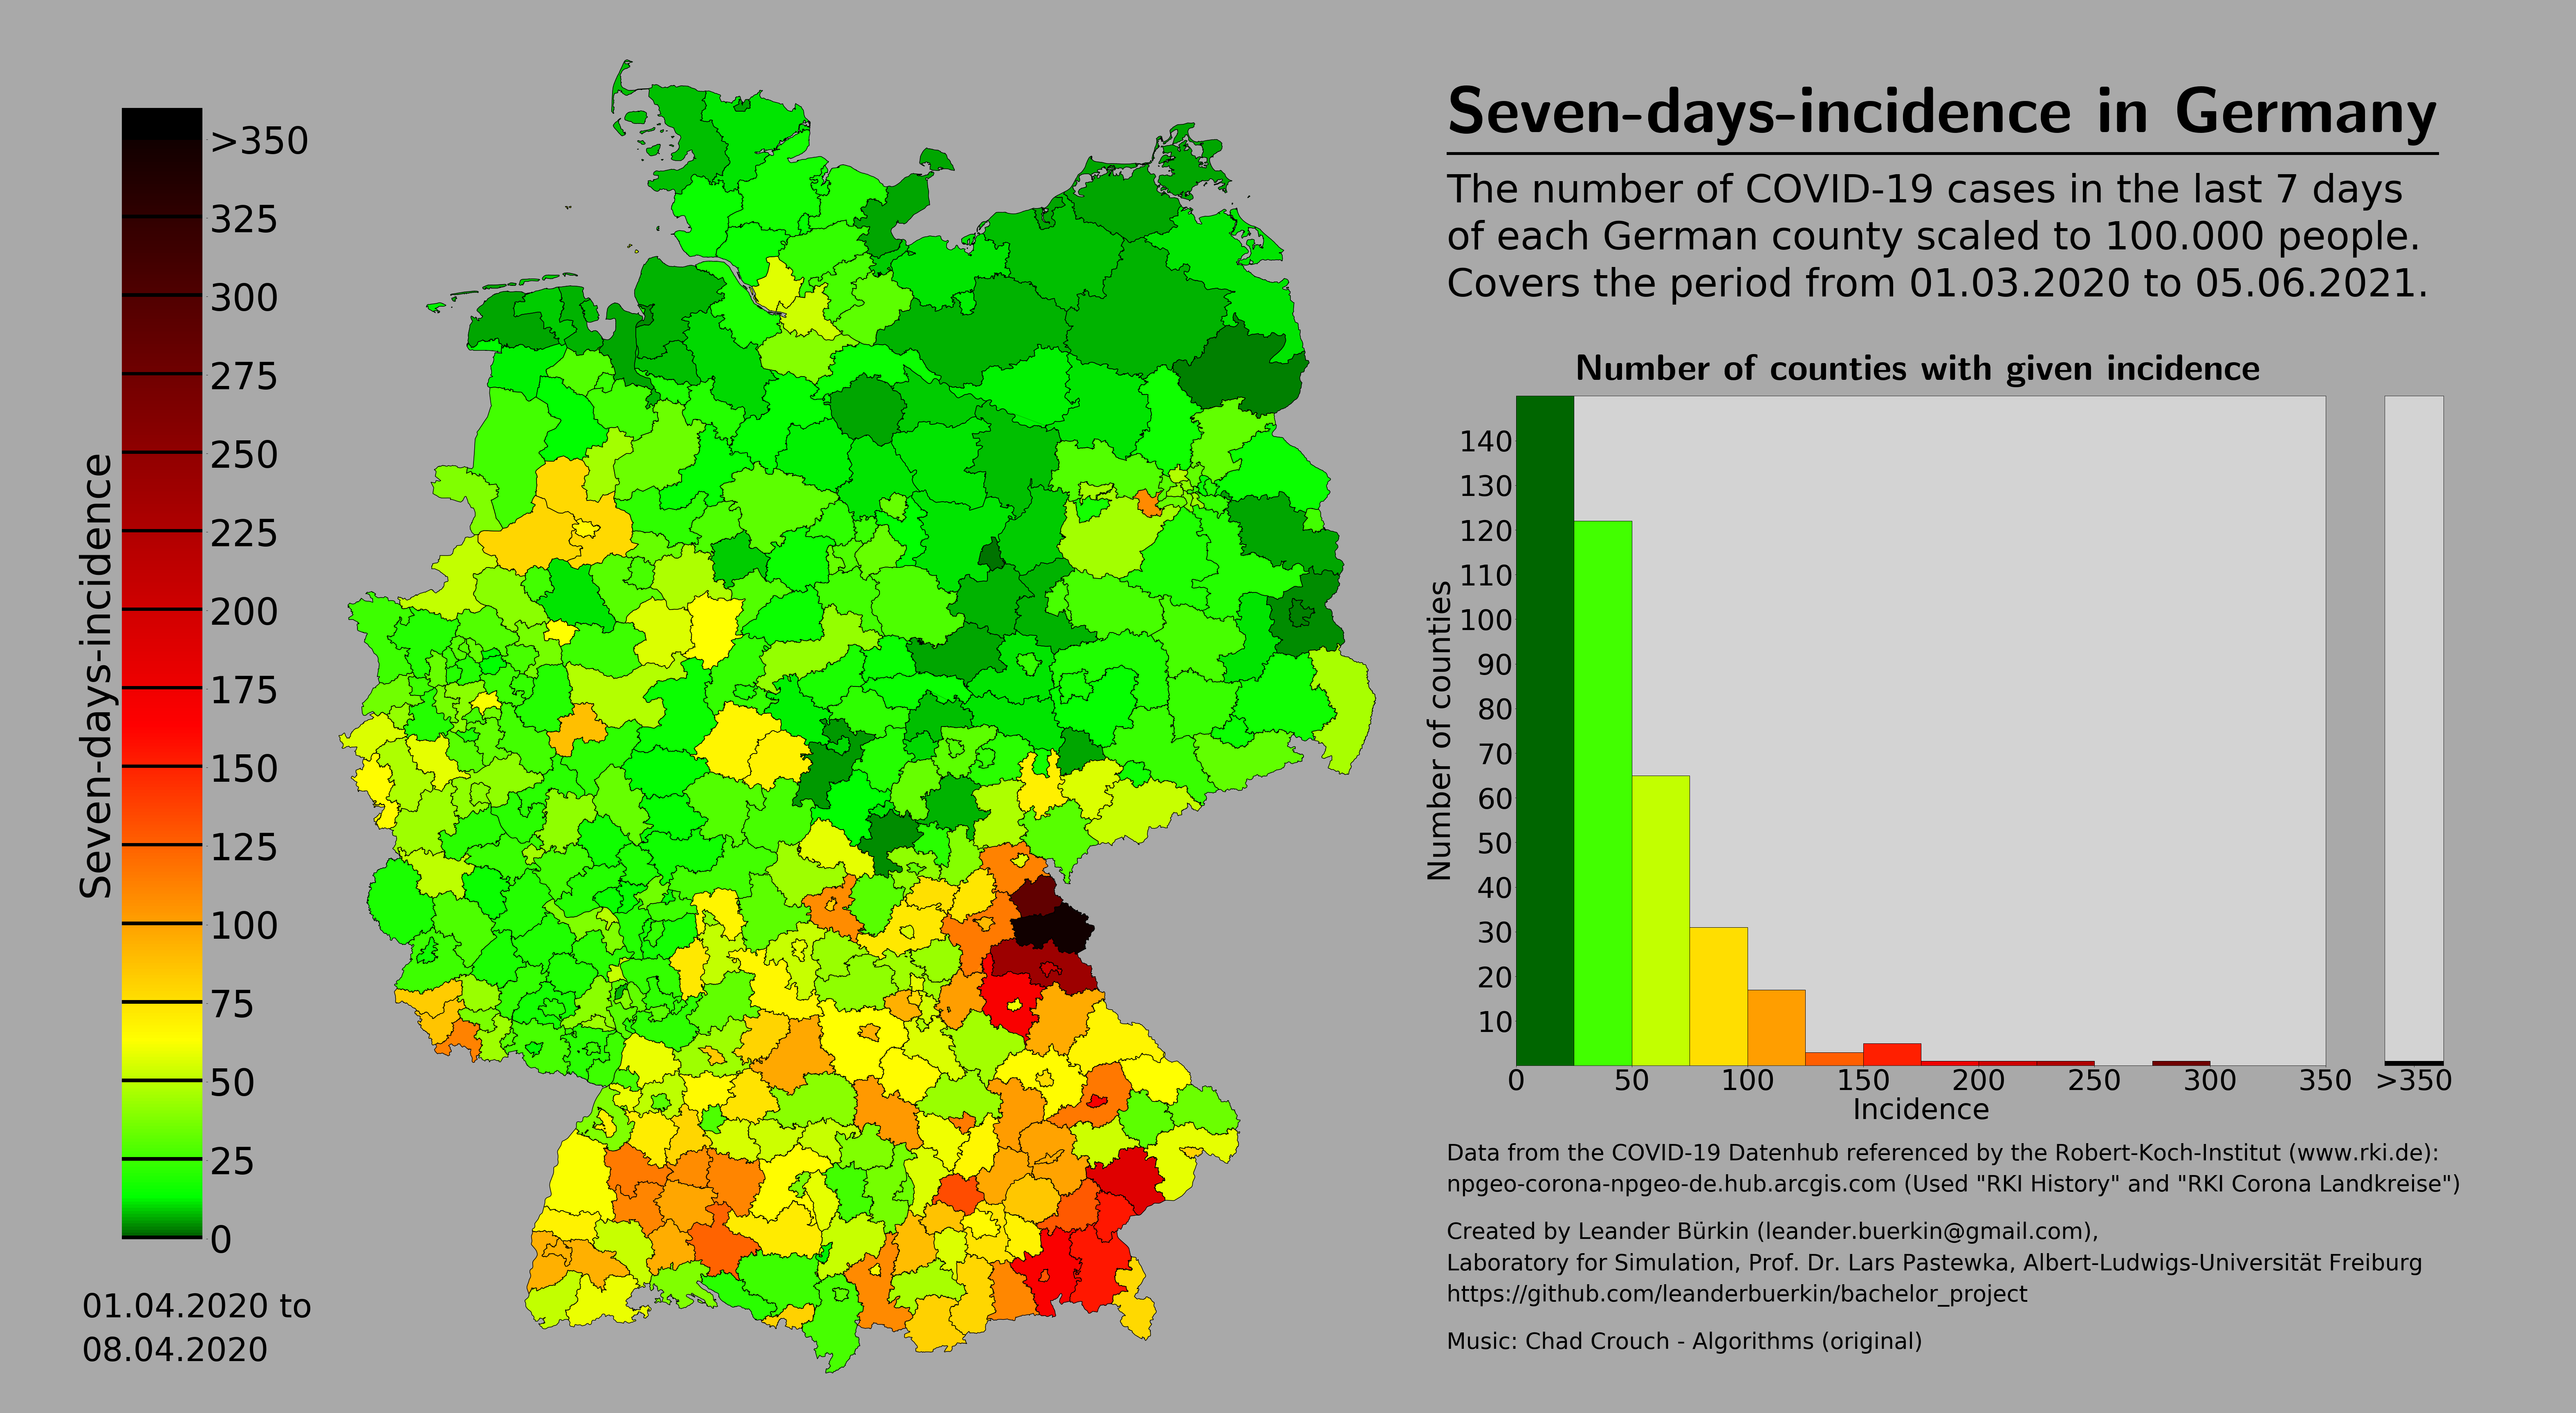 Seven-days-incidence in Germany
The number of COVID-19 cases in the last 7 days
of each German county scaled to 100.000 people.
Covers the period from 01.03.2020 to 05.06.2021.
>350
325
300
275
250
225
200
175
150
125
100
75
50
25
0
Seven-days-incidence
01.04.2020 to
08.04.2020
Number of counties with given incidence
140
130
120
110
100
90
80
70
60
50
40
30
20
10
Number of counties
0 50 100 150 200 250 300 350 >350
Incidence
Data from the COVID-19 Datenhub referenced by the Robert-Koch-Institut (www.rki.de):
npgeo-corona-npgeo-de.hub.arcgis.com (Used "RKI History" and "RKI Corona Landkreise")
Created by Leander Bürkin (leander.buerkin@gmail.com),
Laboratory for Simulation, Prof. Dr. Lars Pastewka, Albert-Ludwigs-Universität Freiburg
https://github.com/leanderbuerkin/bachelor_project
Music: Chad Crouch - Algorithms (original)